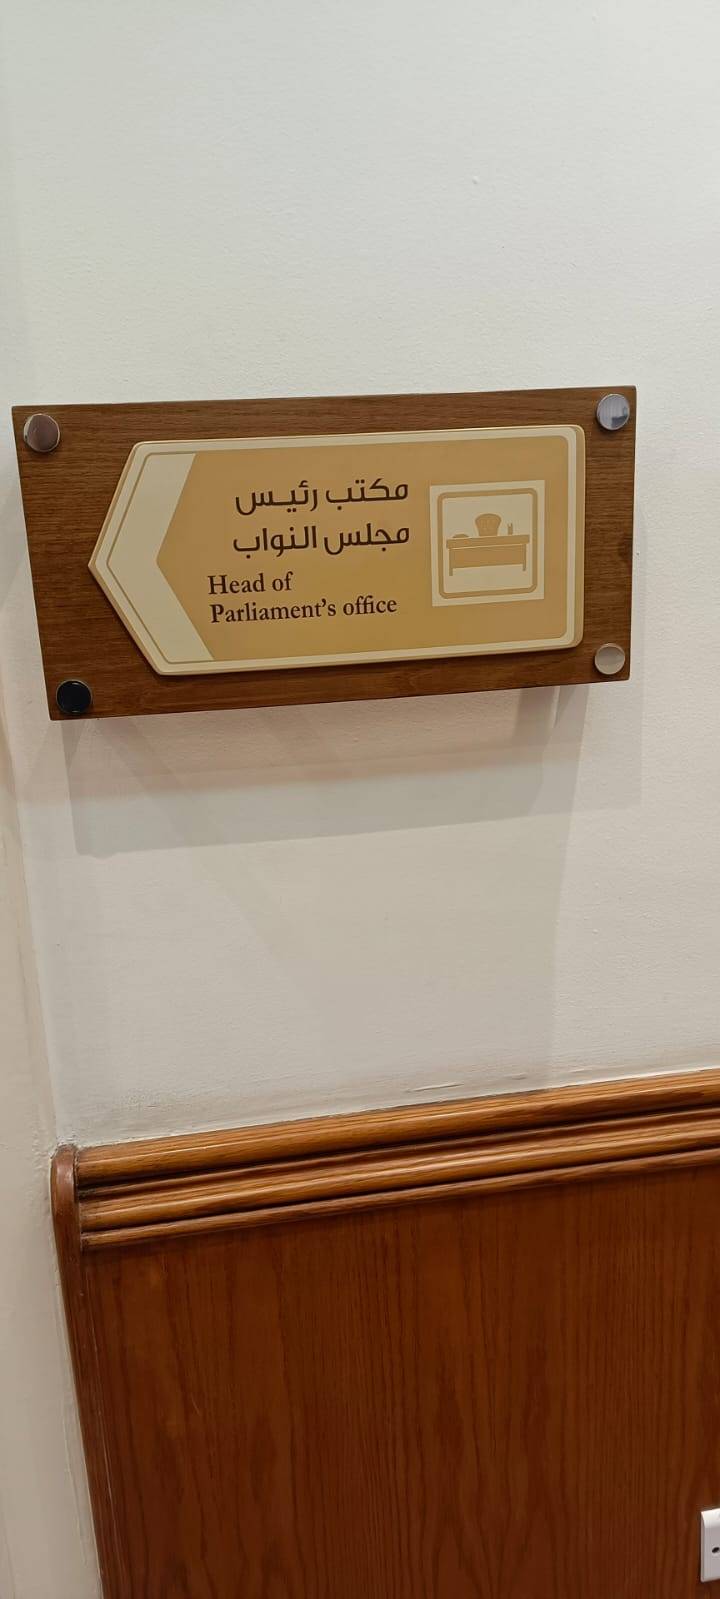 مكتب رئيس
مجلس النواب
Head of
Parliament's office